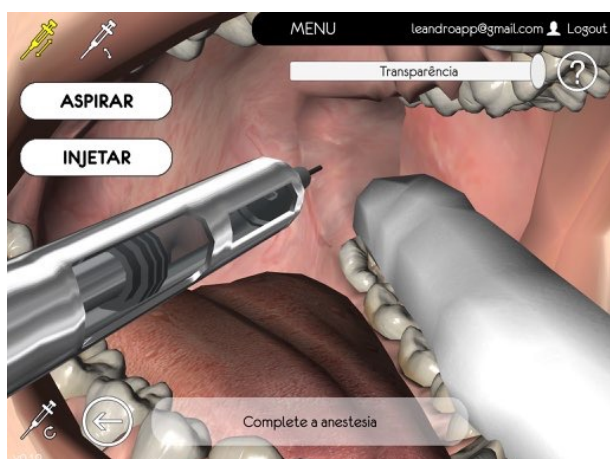 MENU
leandroapp@gmail.com Logout
Transparência
?
ASPIRAR
INJETAR
Complete a anestesia